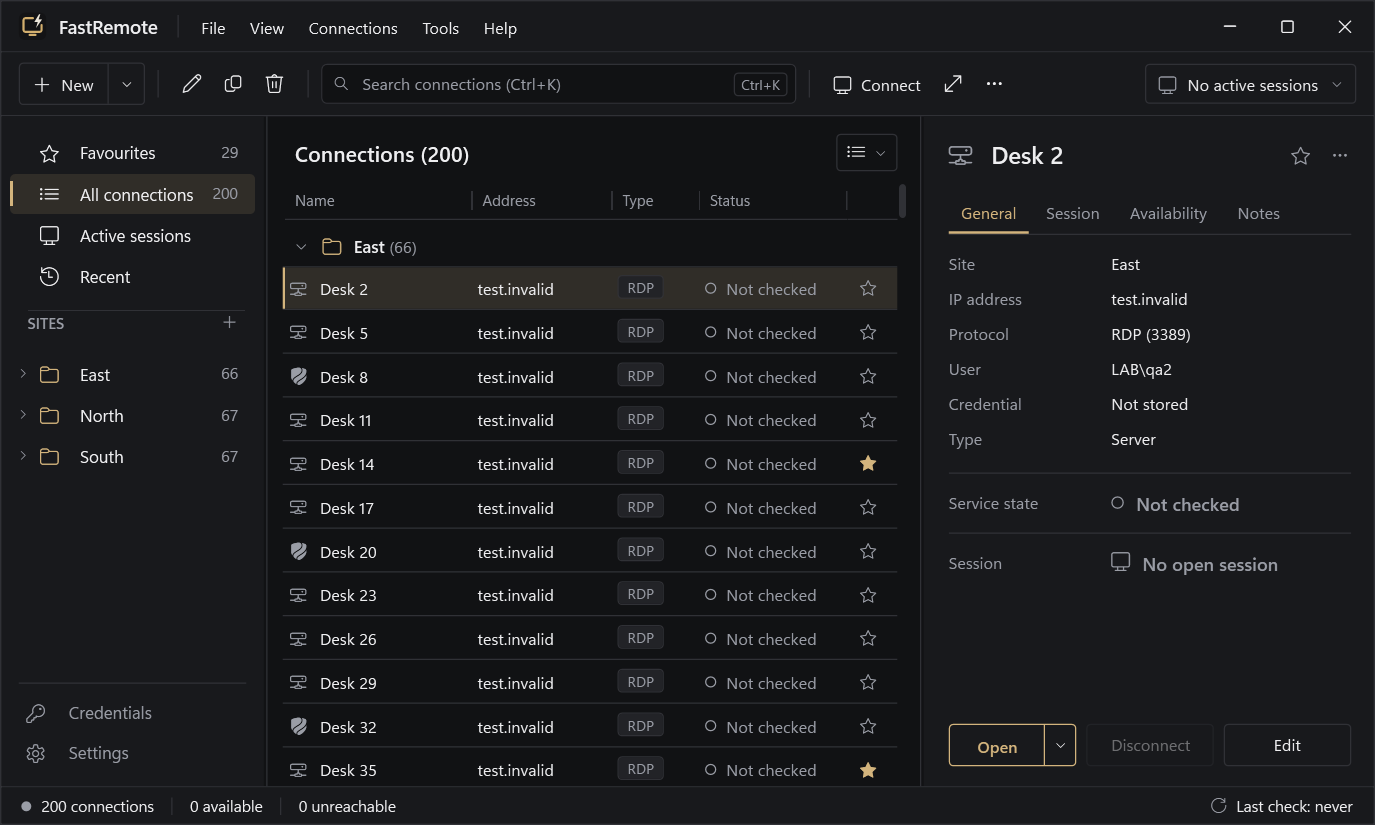 FastRemote File View Connections Tools Help
New Search connections (Ctrl+K) Ctrl+K Connect No active sessions
Favourites 29
All connections 200
Active sessions
Recent
SITES
East 66
North 67
South 67
Credentials
Settings
Connections (200)
Name Address Type Status
East (66)
Desk 2 test.invalid RDP Not checked
Desk 5 test.invalid RDP Not checked
Desk 8 test.invalid RDP Not checked
Desk 11 test.invalid RDP Not checked
Desk 14 test.invalid RDP Not checked
Desk 17 test.invalid RDP Not checked
Desk 20 test.invalid RDP Not checked
Desk 23 test.invalid RDP Not checked
Desk 26 test.invalid RDP Not checked
Desk 29 test.invalid RDP Not checked
Desk 32 test.invalid RDP Not checked
Desk 35 test.invalid RDP Not checked
Desk 2
General Session Availability Notes
Site East
IP address test.invalid
Protocol RDP (3389)
User LAB\qa2
Credential Not stored
Type Server
Service state Not checked
Session No open session
Open Disconnect Edit
200 connections 0 available 0 unreachable Last check: never